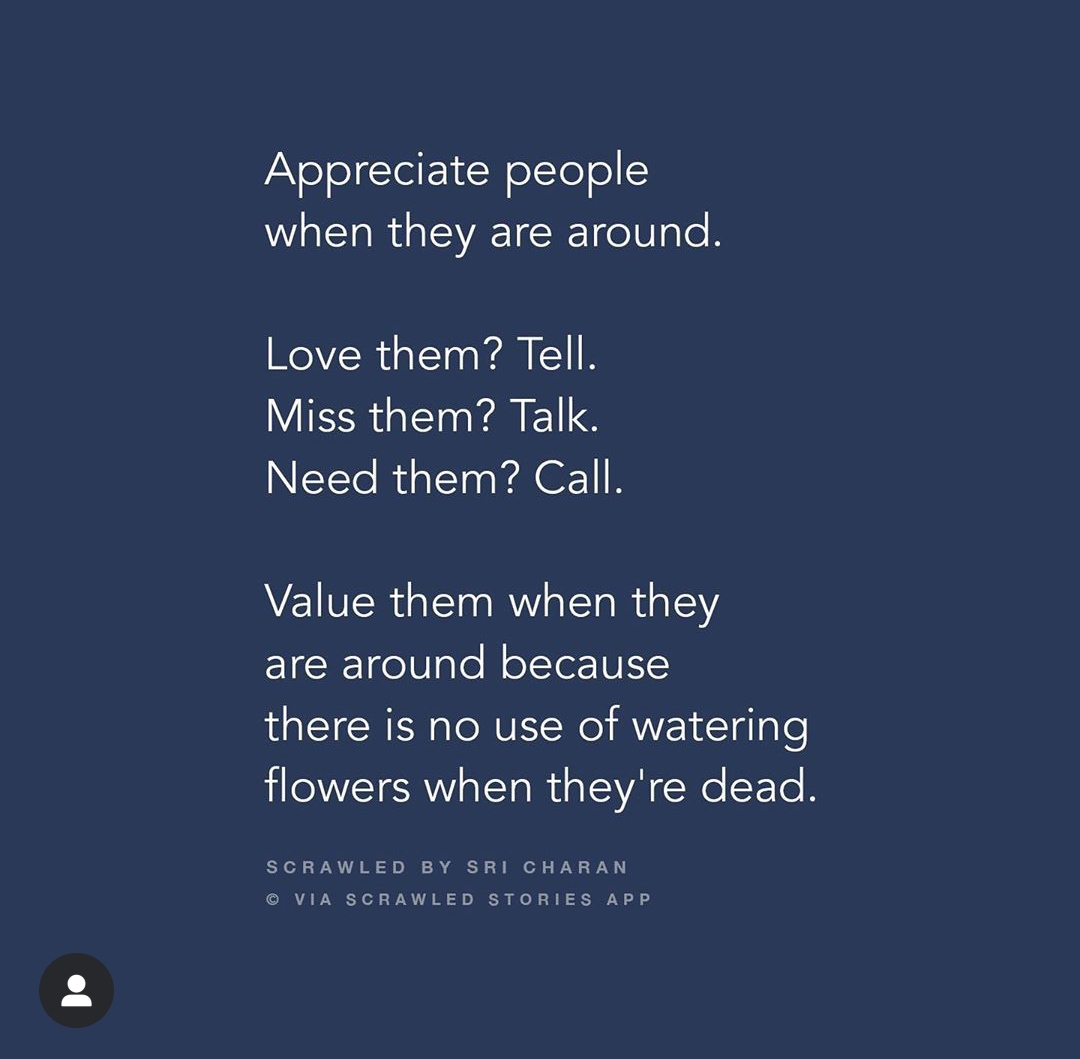 Appreciate people
when they are around.
Love them? Tell.
Miss them? Talk.
Need them? Call.
Value them when they
are around because
there is no use of watering
flowers when they're dead.
SCRAWLED BY SRI CHARAN
© VIA SCRAWLED STORIES APP